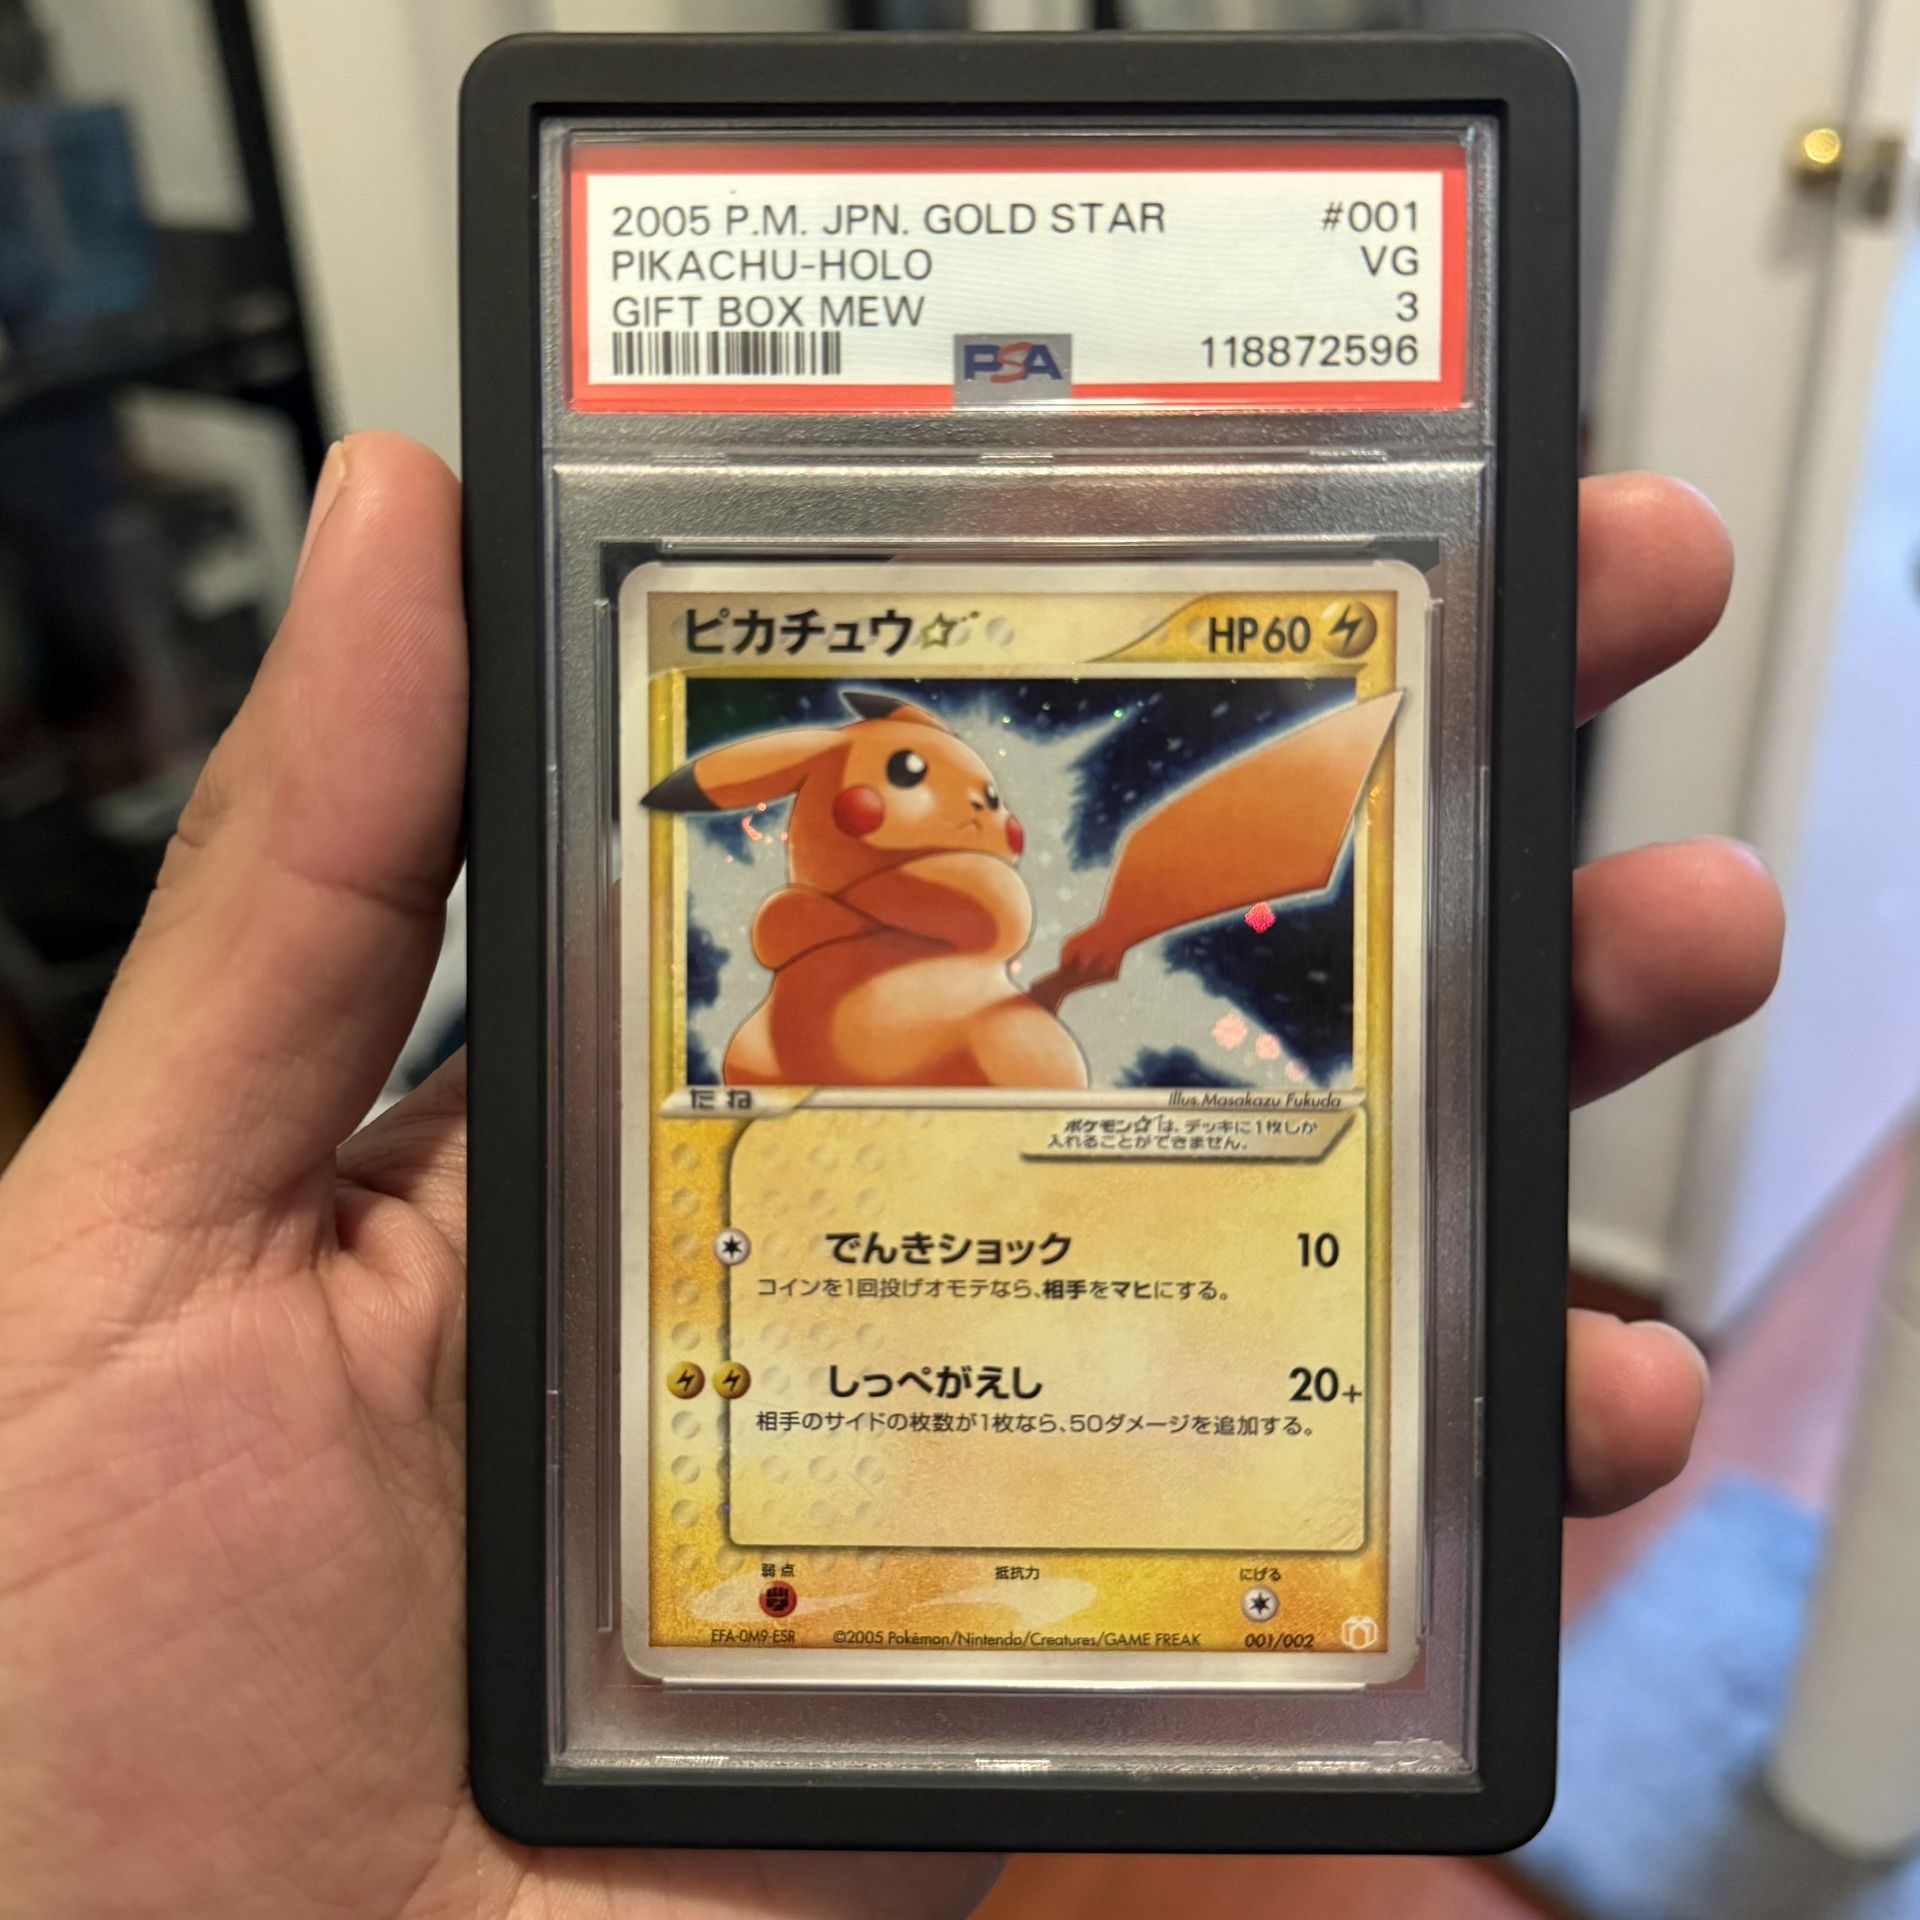 2005 P.M. JPN. GOLD STAR #001
PIKACHU-HOLO VG
GIFT BOX MEW 3
PSA 118872596
ピカチュウ☆ HP60
たね Illus.Masakazu Fukuda
ポケモン☆は、デッキに1枚しか
入れることができません。
でんきショック 10
コインを1回投げオモテなら、相手をマヒにする。
しっぺがえし 20+
相手のサイドの枚数が1枚なら、50ダメージを追加する。
弱点 抵抗力 にげる
EFA-0M9-ESR ©2005 Pokémon/Nintendo/Creatures/GAME FREAK 001/002